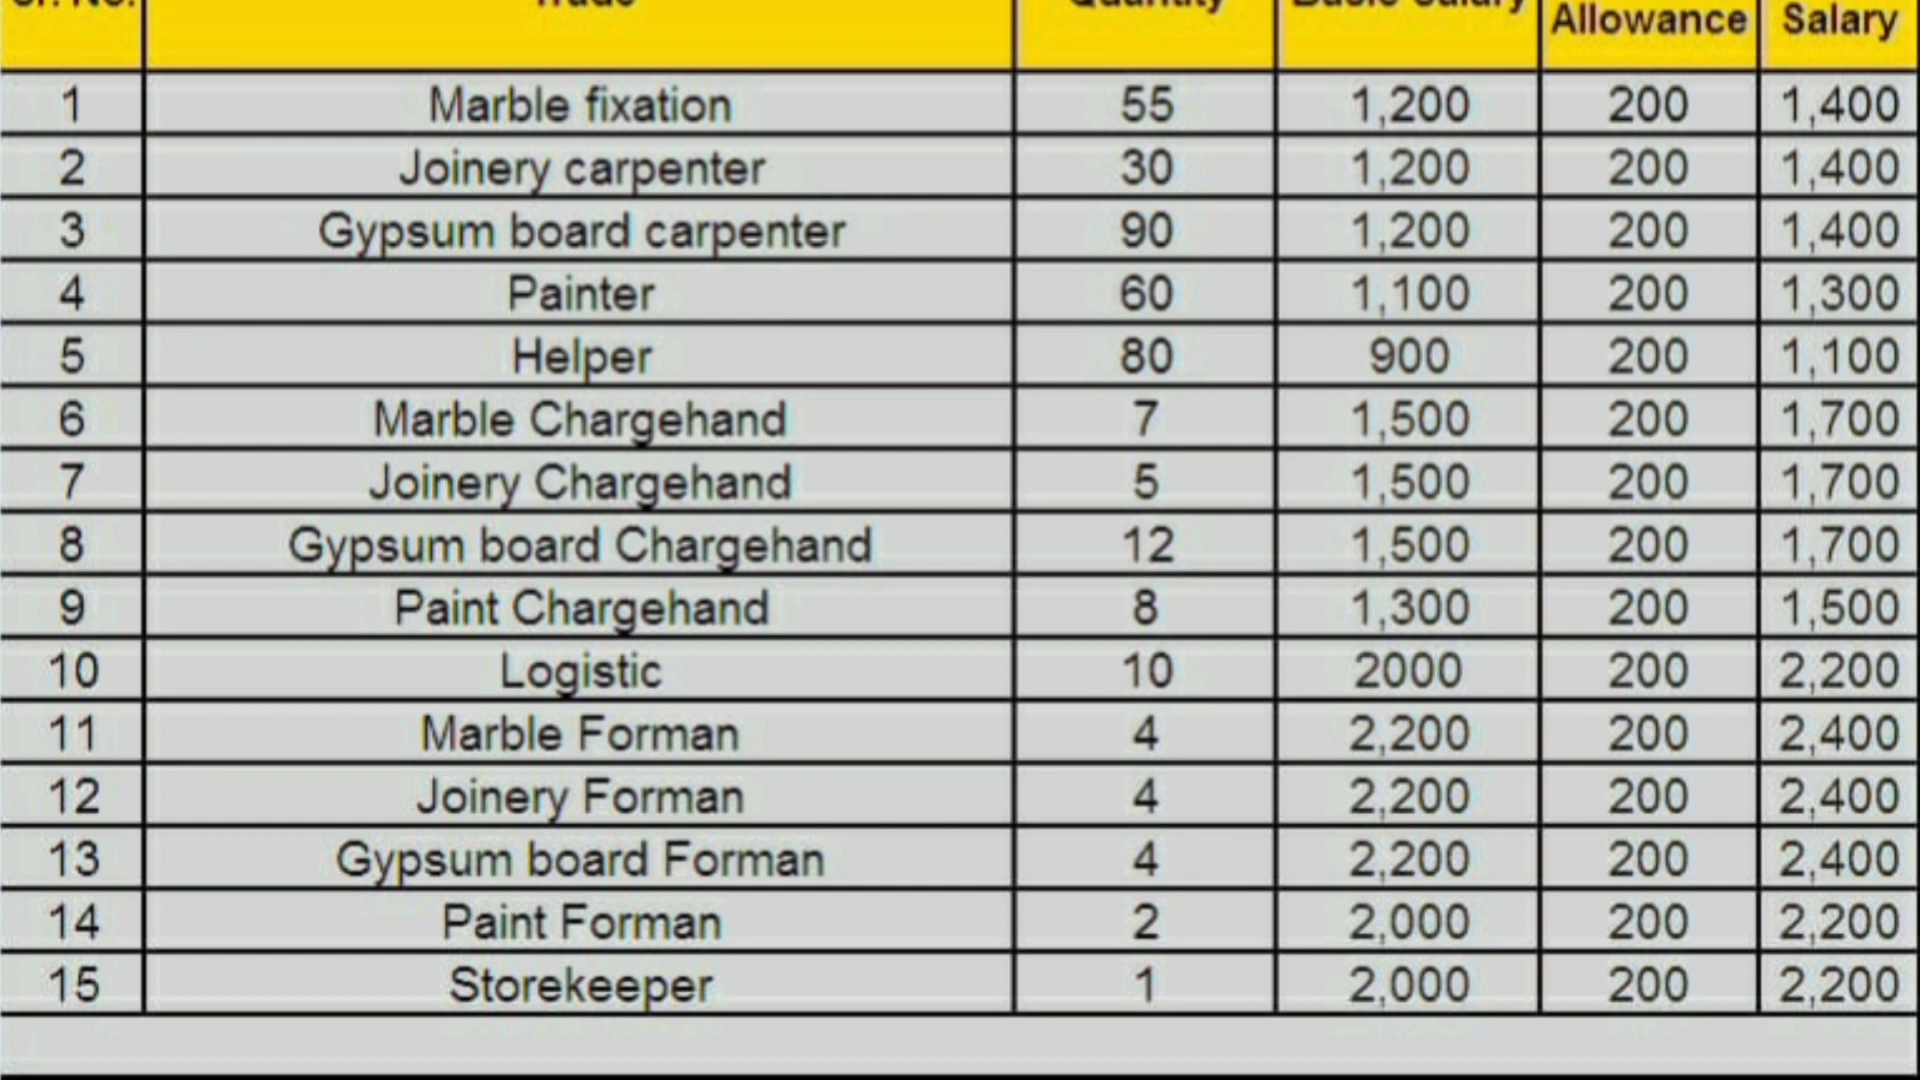 Sr. No. Trade Quantity Basic Salary Allowance Salary
1 Marble fixation 55 1,200 200 1,400
2 Joinery carpenter 30 1,200 200 1,400
3 Gypsum board carpenter 90 1,200 200 1,400
4 Painter 60 1,100 200 1,300
5 Helper 80 900 200 1,100
6 Marble Chargehand 7 1,500 200 1,700
7 Joinery Chargehand 5 1,500 200 1,700
8 Gypsum board Chargehand 12 1,500 200 1,700
9 Paint Chargehand 8 1,300 200 1,500
10 Logistic 10 2000 200 2,200
11 Marble Forman 4 2,200 200 2,400
12 Joinery Forman 4 2,200 200 2,400
13 Gypsum board Forman 4 2,200 200 2,400
14 Paint Forman 2 2,000 200 2,200
15 Storekeeper 1 2,000 200 2,200